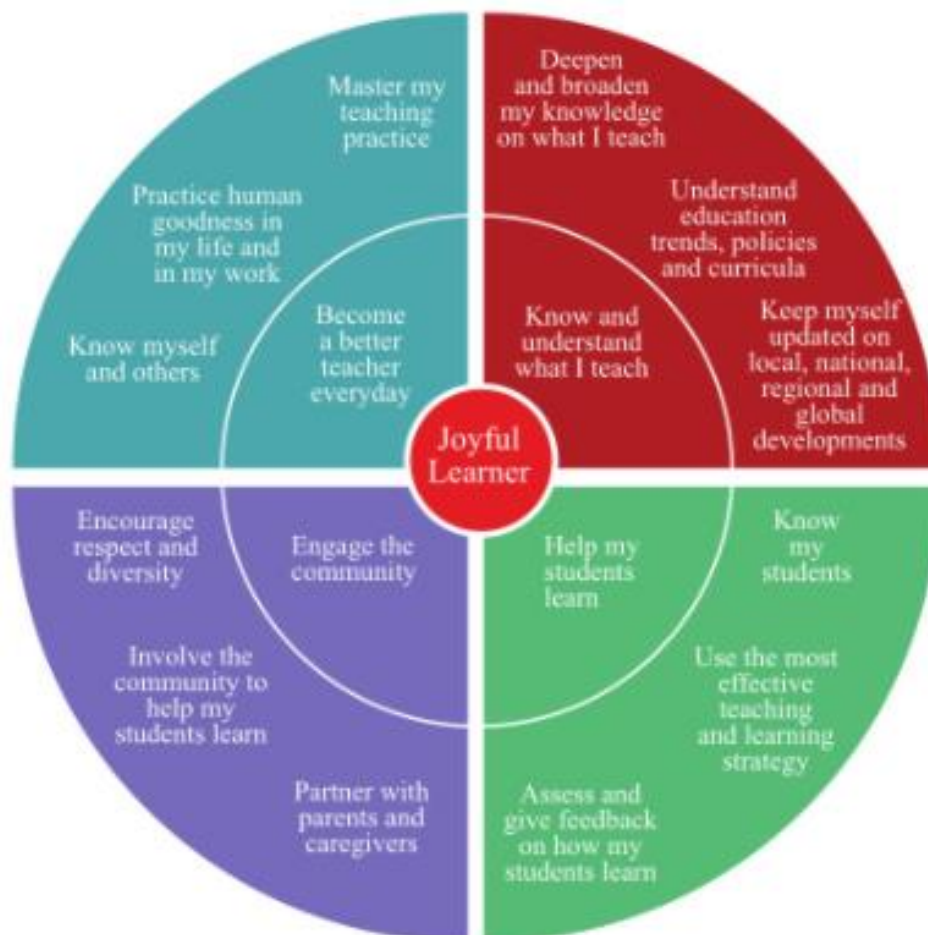 Master my
teaching
practice
Practice human
goodness in
my life and
in my work
Know myself
and others
Become
a better
teacher
everyday
Deepen
and broaden
my knowledge
on what I teach
Understand
education
trends, policies
and curricula
Keep myself
updated on
local, national,
regional and
global
developments
Know and
understand
what I teach
Joyful
Learner
Encourage
respect and
diversity
Involve the
community to
help my
students learn
Partner with
parents and
caregivers
Engage the
community
Help my
students
learn
Know
my
students
Use the most
effective
teaching
and learning
strategy
Assess and
give feedback
on how my
students learn